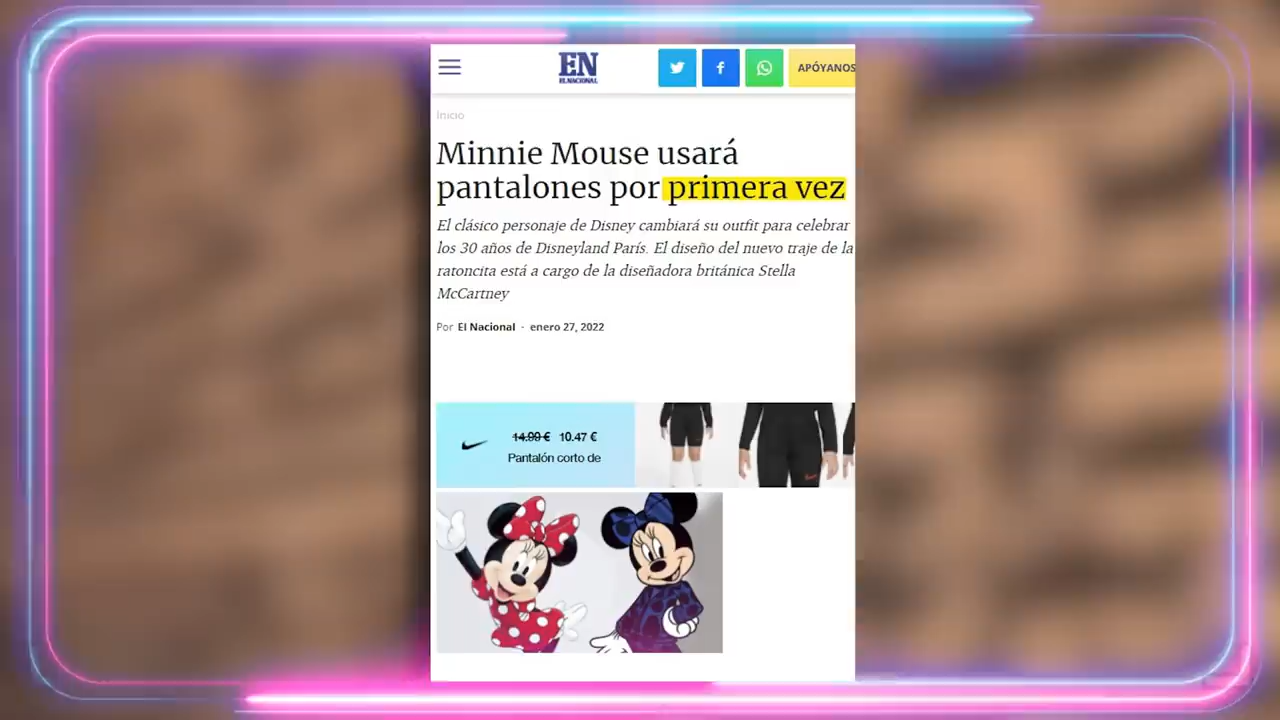 EN
EL NACIONAL
APÓYANOS
Inicio
Minnie Mouse usará
pantalones por primera vez
El clásico personaje de Disney cambiará su outfit para celebrar
los 30 años de Disneyland París. El diseño del nuevo traje de la
ratoncita está a cargo de la diseñadora británica Stella
McCartney
Por El Nacional - enero 27, 2022
14.99 € 10.47 €
Pantalón corto de